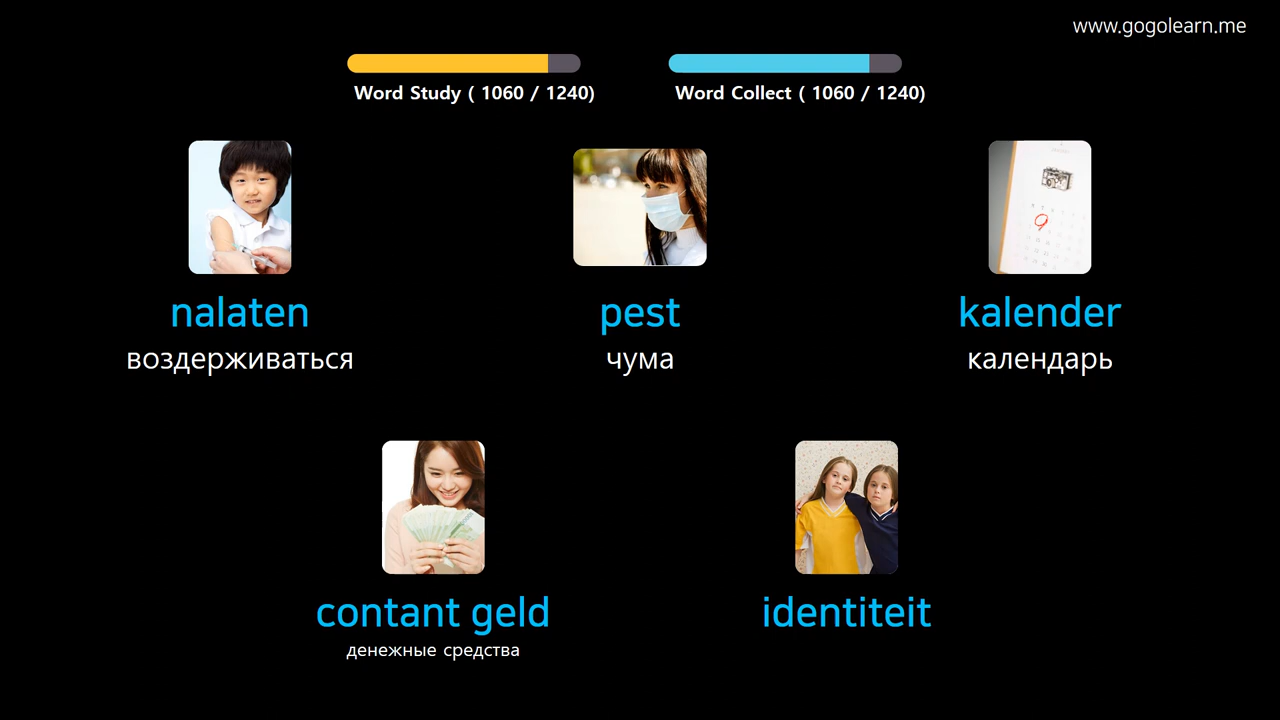 www.gogolearn.me
Word Study ( 1060 / 1240)
Word Collect ( 1060 / 1240)
nalaten
воздерживаться
pest
чума
kalender
календарь
contant geld
денежные средства
identiteit